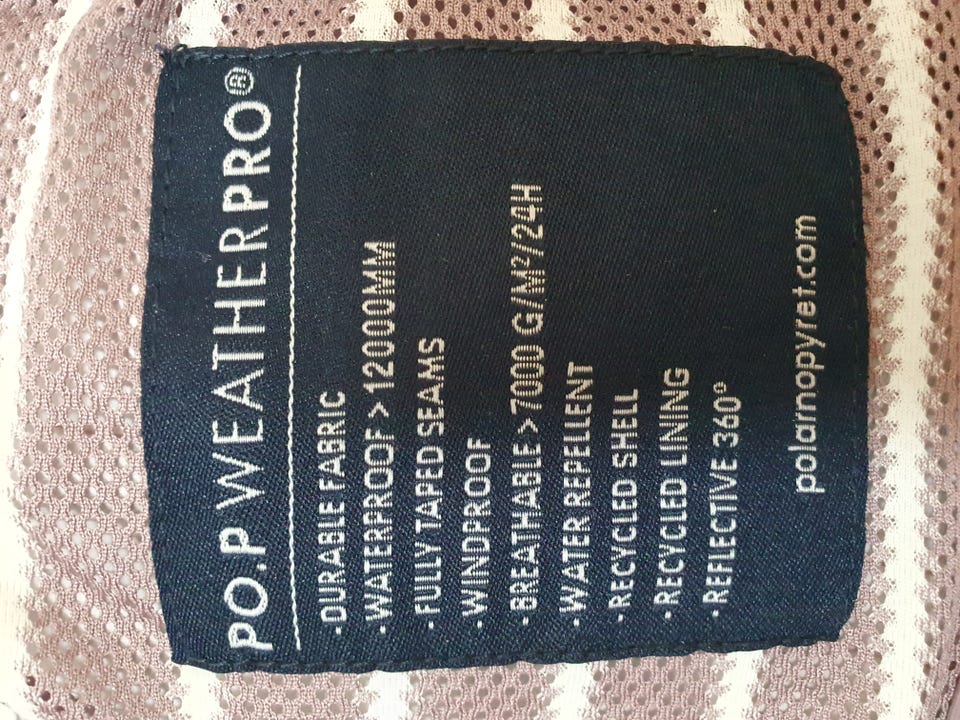 PO.P WEATHERPRO®
·DURABLE FABRIC
·WATERPROOF > 12000MM
·FULLY TAPED SEAMS
·WINDPROOF
·BREATHABLE > 7000 G/M²/24H
·WATER REPELLENT
·RECYCLED SHELL
·RECYCLED LINING
·REFLECTIVE 360°
polarnopyret.com